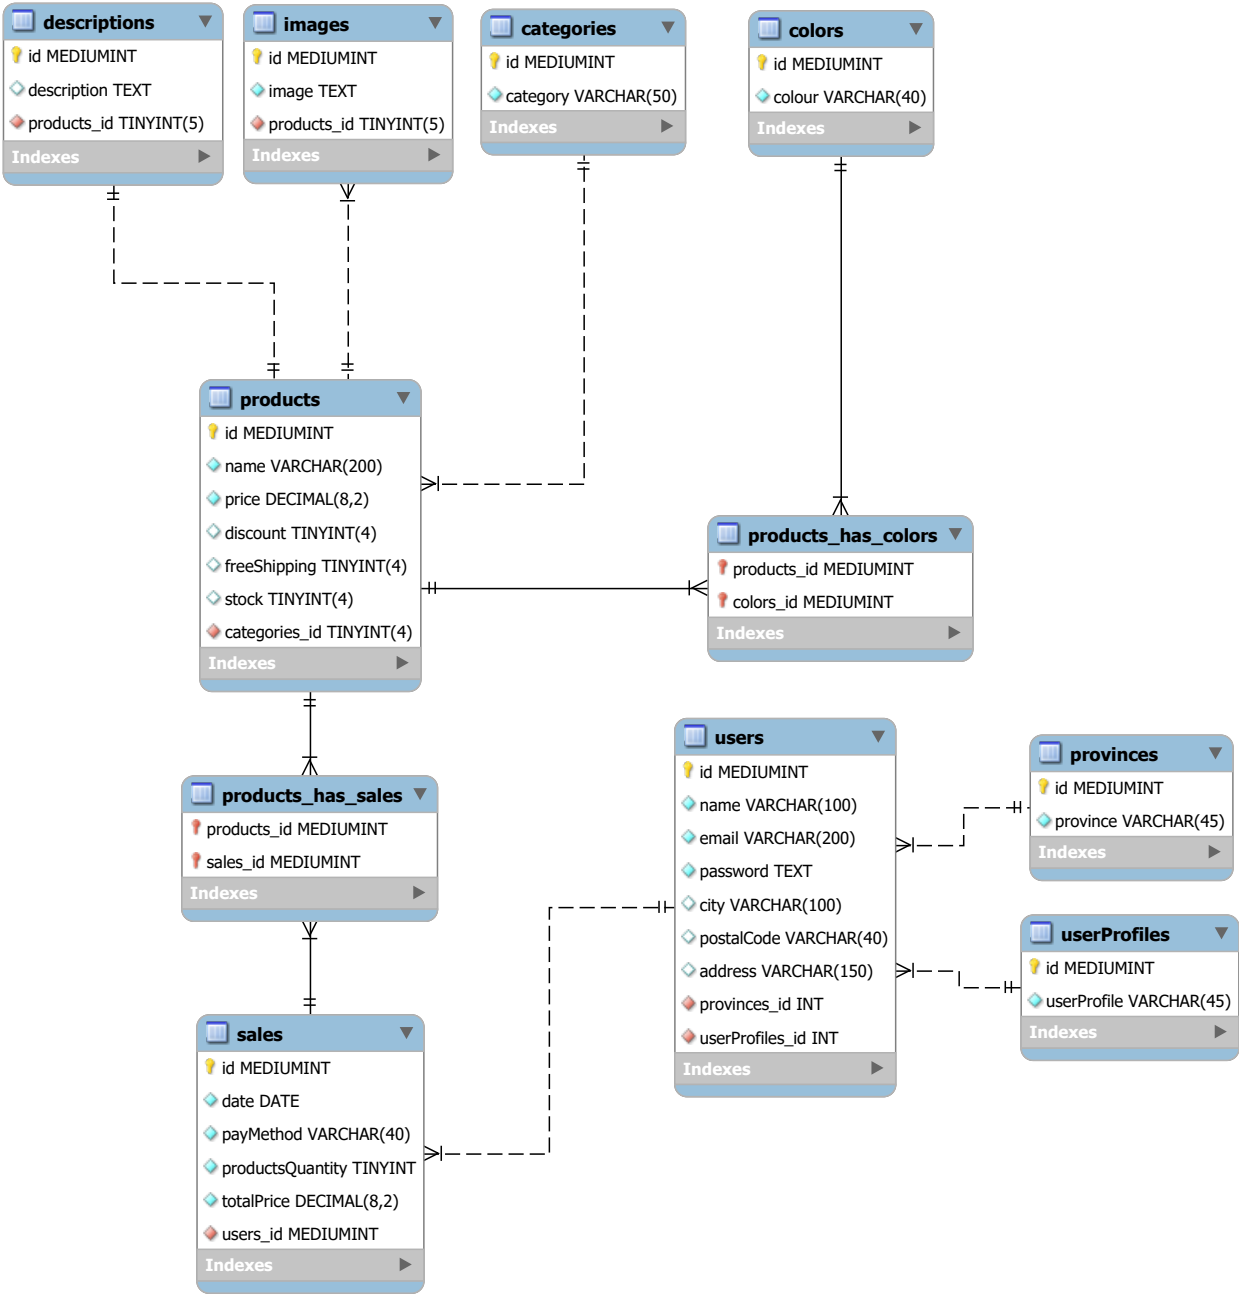 descriptions
id MEDIUMINT
description TEXT
products_id TINYINT(5)
Indexes
images
id MEDIUMINT
image TEXT
products_id TINYINT(5)
Indexes
categories
id MEDIUMINT
category VARCHAR(50)
Indexes
colors
id MEDIUMINT
colour VARCHAR(40)
Indexes
products
id MEDIUMINT
name VARCHAR(200)
price DECIMAL(8,2)
discount TINYINT(4)
freeShipping TINYINT(4)
stock TINYINT(4)
categories_id TINYINT(4)
Indexes
products_has_colors
products_id MEDIUMINT
colors_id MEDIUMINT
Indexes
products_has_sales
products_id MEDIUMINT
sales_id MEDIUMINT
Indexes
users
id MEDIUMINT
name VARCHAR(100)
email VARCHAR(200)
password TEXT
city VARCHAR(100)
postalCode VARCHAR(40)
address VARCHAR(150)
provinces_id INT
userProfiles_id INT
Indexes
provinces
id MEDIUMINT
province VARCHAR(45)
Indexes
userProfiles
id MEDIUMINT
userProfile VARCHAR(45)
Indexes
sales
id MEDIUMINT
date DATE
payMethod VARCHAR(40)
productsQuantity TINYINT
totalPrice DECIMAL(8,2)
users_id MEDIUMINT
Indexes